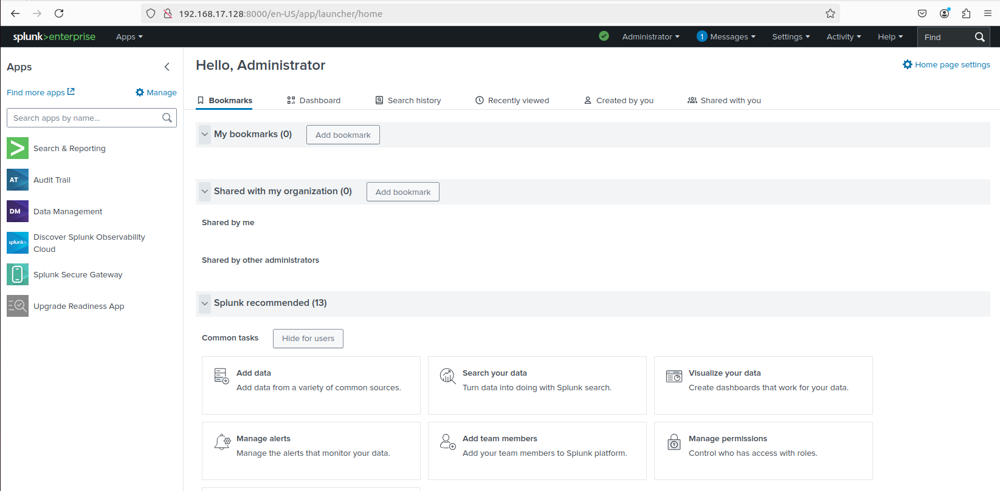 192.168.17.128:8000/en-US/app/launcher/home
splunk>enterprise Apps Administrator 1 Messages Settings Activity Help Find
Apps
Find more apps Manage
Search apps by name...
Search & Reporting
AT Audit Trail
DM Data Management
splunk> Discover Splunk Observability
Cloud
Splunk Secure Gateway
Upgrade Readiness App
Hello, Administrator
Home page settings
Bookmarks Dashboard Search history Recently viewed Created by you Shared with you
My bookmarks (0) Add bookmark
Shared with my organization (0) Add bookmark
Shared by me
Shared by other administrators
Splunk recommended (13)
Common tasks Hide for users
Add data
Add data from a variety of common sources.
Search your data
Turn data into doing with Splunk search.
Visualize your data
Create dashboards that work for your data.
Manage alerts
Manage the alerts that monitor your data.
Add team members
Add your team members to Splunk platform.
Manage permissions
Control who has access with roles.